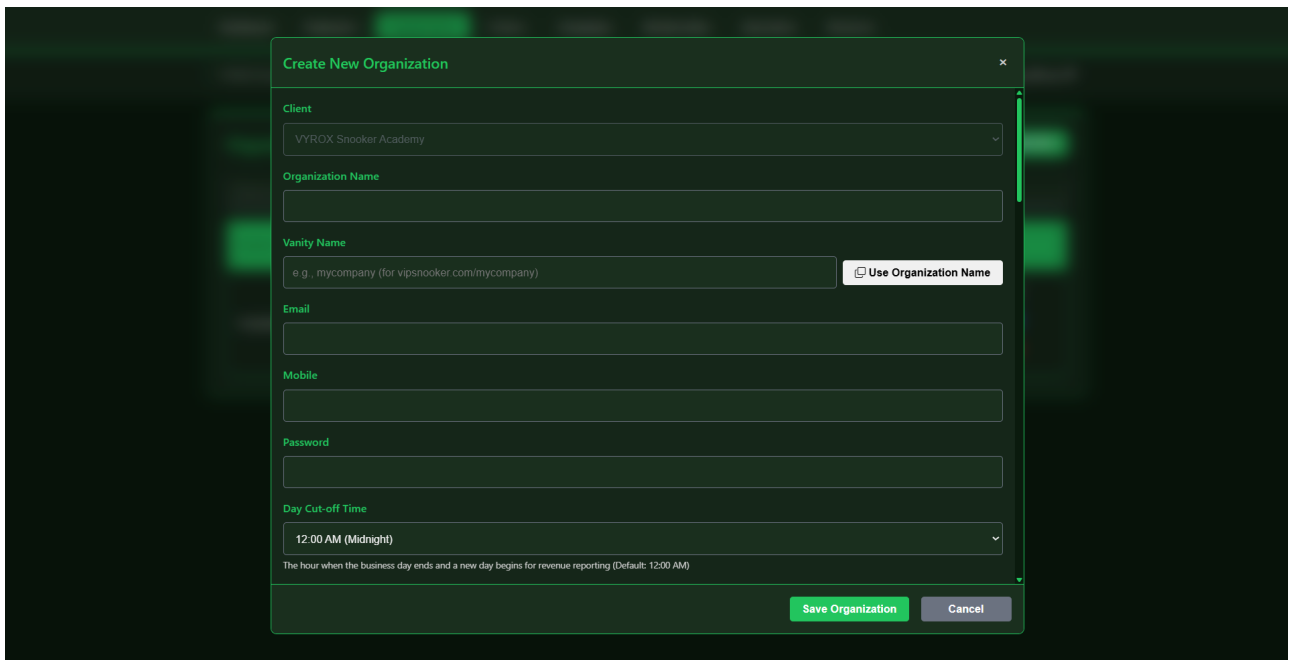 Create New Organization ×
Client
VYROX Snooker Academy
Organization Name
Vanity Name
e.g., mycompany (for vipsnooker.com/mycompany)
Use Organization Name
Email
Mobile
Password
Day Cut-off Time
12:00 AM (Midnight)
The hour when the business day ends and a new day begins for revenue reporting (Default: 12:00 AM)
Save Organization
Cancel